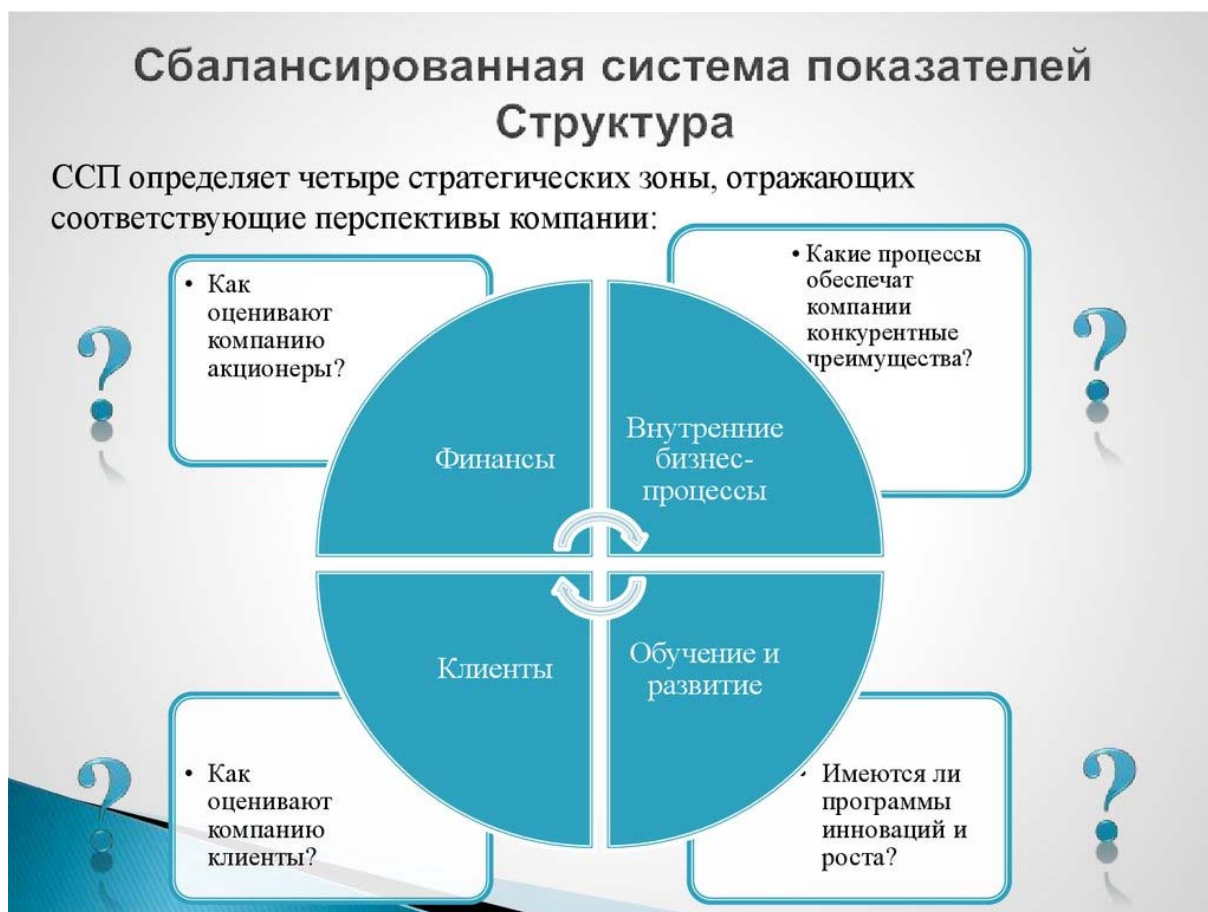 Сбалансированная система показателей
Структура
ССП определяет четыре стратегических зоны, отражающих
соответствующие перспективы компании:
• Как
оценивают
компанию
акционеры?
• Какие процессы
обеспечат
компании
конкурентные
преимущества?
Финансы
Внутренние
бизнес-
процессы
Клиенты
Обучение и
развитие
• Как
оценивают
компанию
клиенты?
• Имеются ли
программы
инноваций и
роста?
?
?
?
?